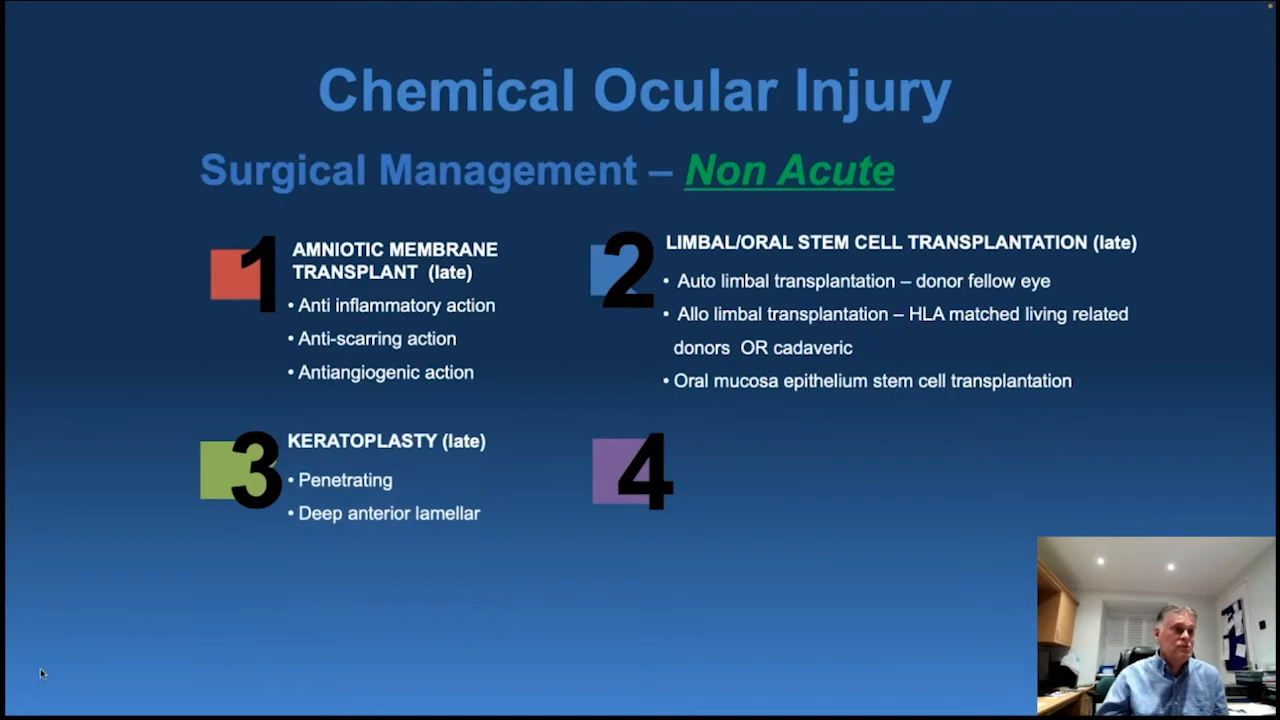 Chemical Ocular Injury
Surgical Management – Non Acute
1
AMNIOTIC MEMBRANE
TRANSPLANT (late)
• Anti inflammatory action
• Anti-scarring action
• Antiangiogenic action
2
LIMBAL/ORAL STEM CELL TRANSPLANTATION (late)
• Auto limbal transplantation – donor fellow eye
• Allo limbal transplantation – HLA matched living related
donors OR cadaveric
• Oral mucosa epithelium stem cell transplantation
3
KERATOPLASTY (late)
• Penetrating
• Deep anterior lamellar
4